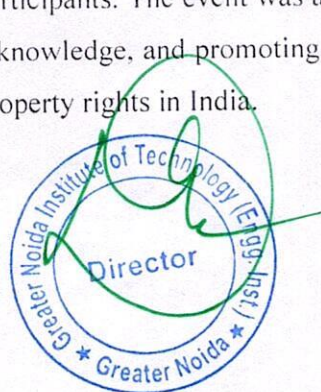 rticipants. The event was
knowledge, and promoting
operty rights in India.
Greater Noida Institute of Technology (Engg. Inst.)
Director
★ Greater Noida ★